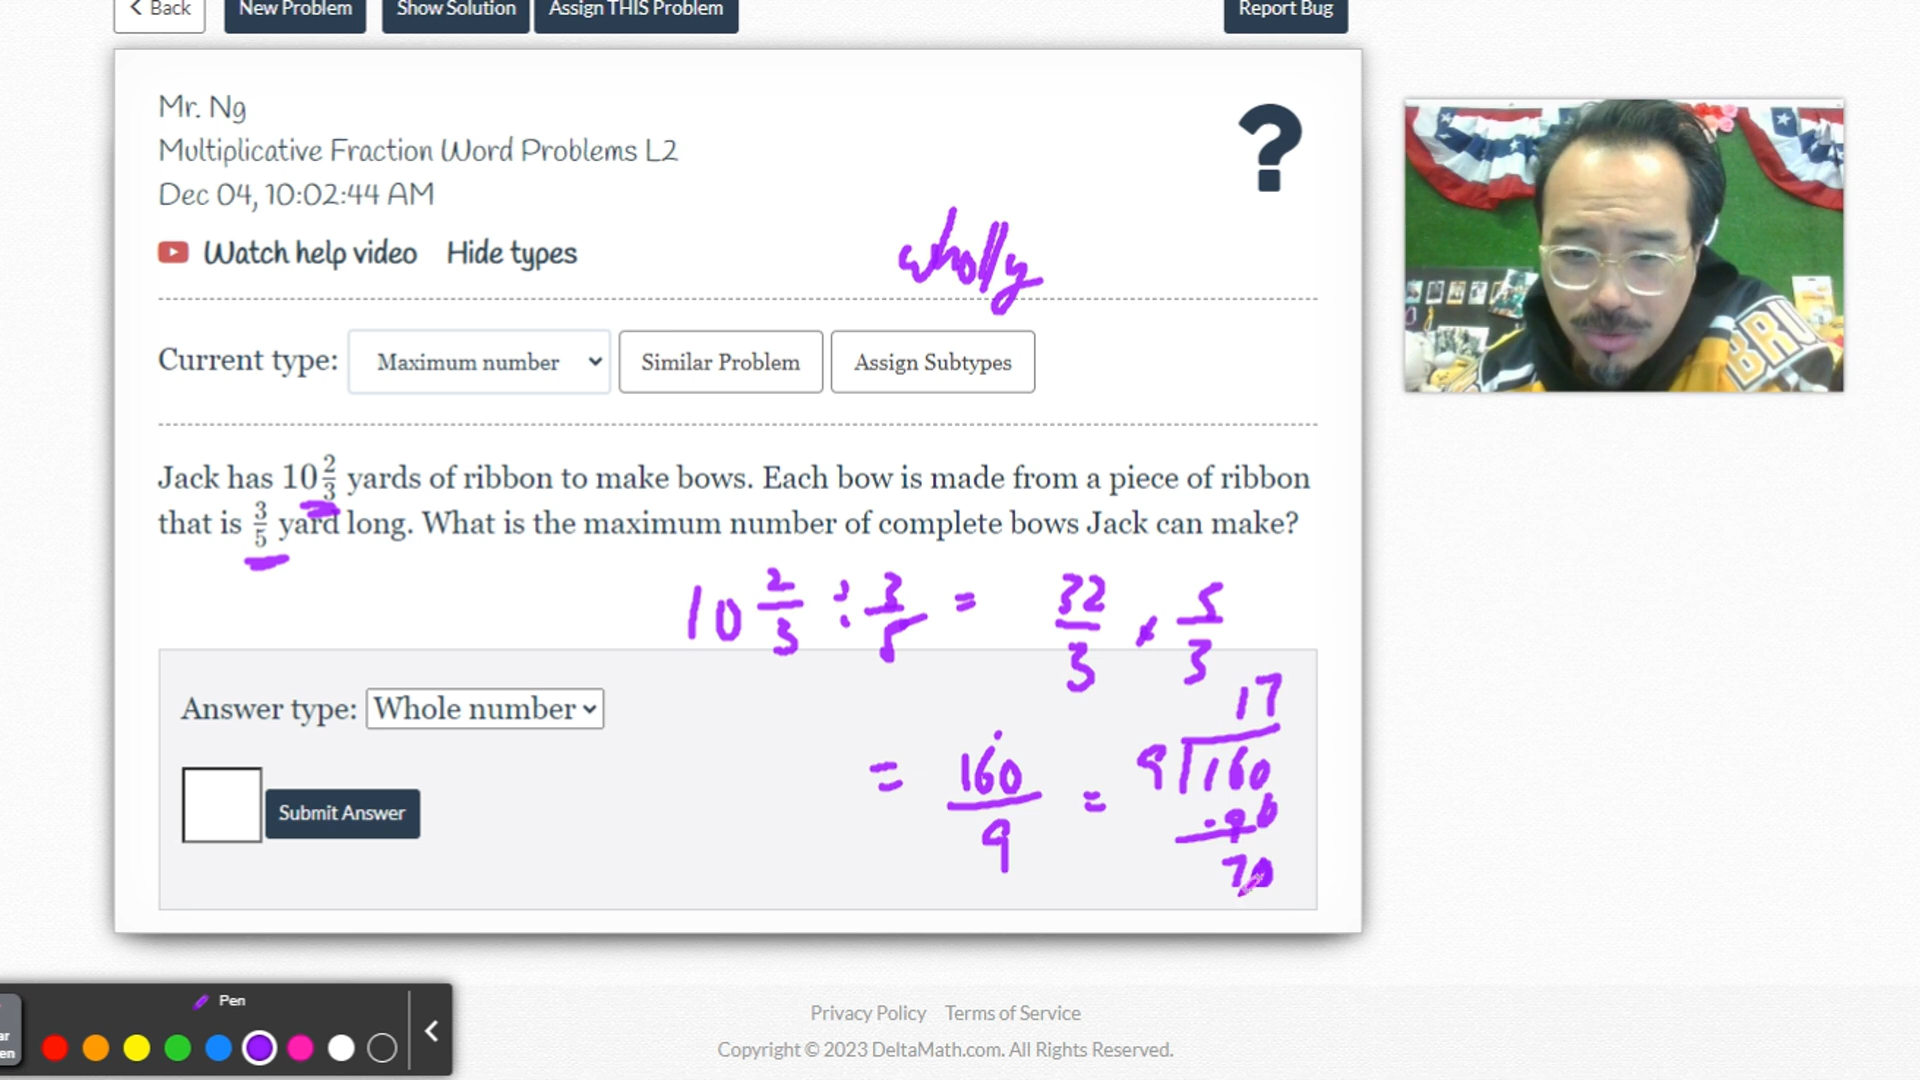 Back New Problem Show Solution Assign THIS Problem Report Bug
Mr. Ng
Multiplicative Fraction Word Problems L2
Dec 04, 10:02:44 AM
?
Watch help video Hide types
wholly
Current type: Maximum number Similar Problem Assign Subtypes
Jack has 10 2/3 yards of ribbon to make bows. Each bow is made from a piece of ribbon
that is 3/5 yard long. What is the maximum number of complete bows Jack can make?
10 2/3 ÷ 3/5 = 32/3 × 5/3
17
= 160/9 = 9 160
-90
70
Answer type: Whole number
Submit Answer
BRU
Pen
Privacy Policy Terms of Service
Copyright © 2023 DeltaMath.com. All Rights Reserved.